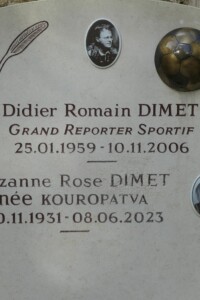 Didier Romain DIMET
GRAND REPORTER SPORTIF
25.01.1959 - 10.11.2006
zanne Rose DIMET
née KOUROPATVA
0.11.1931 - 08.06.2023